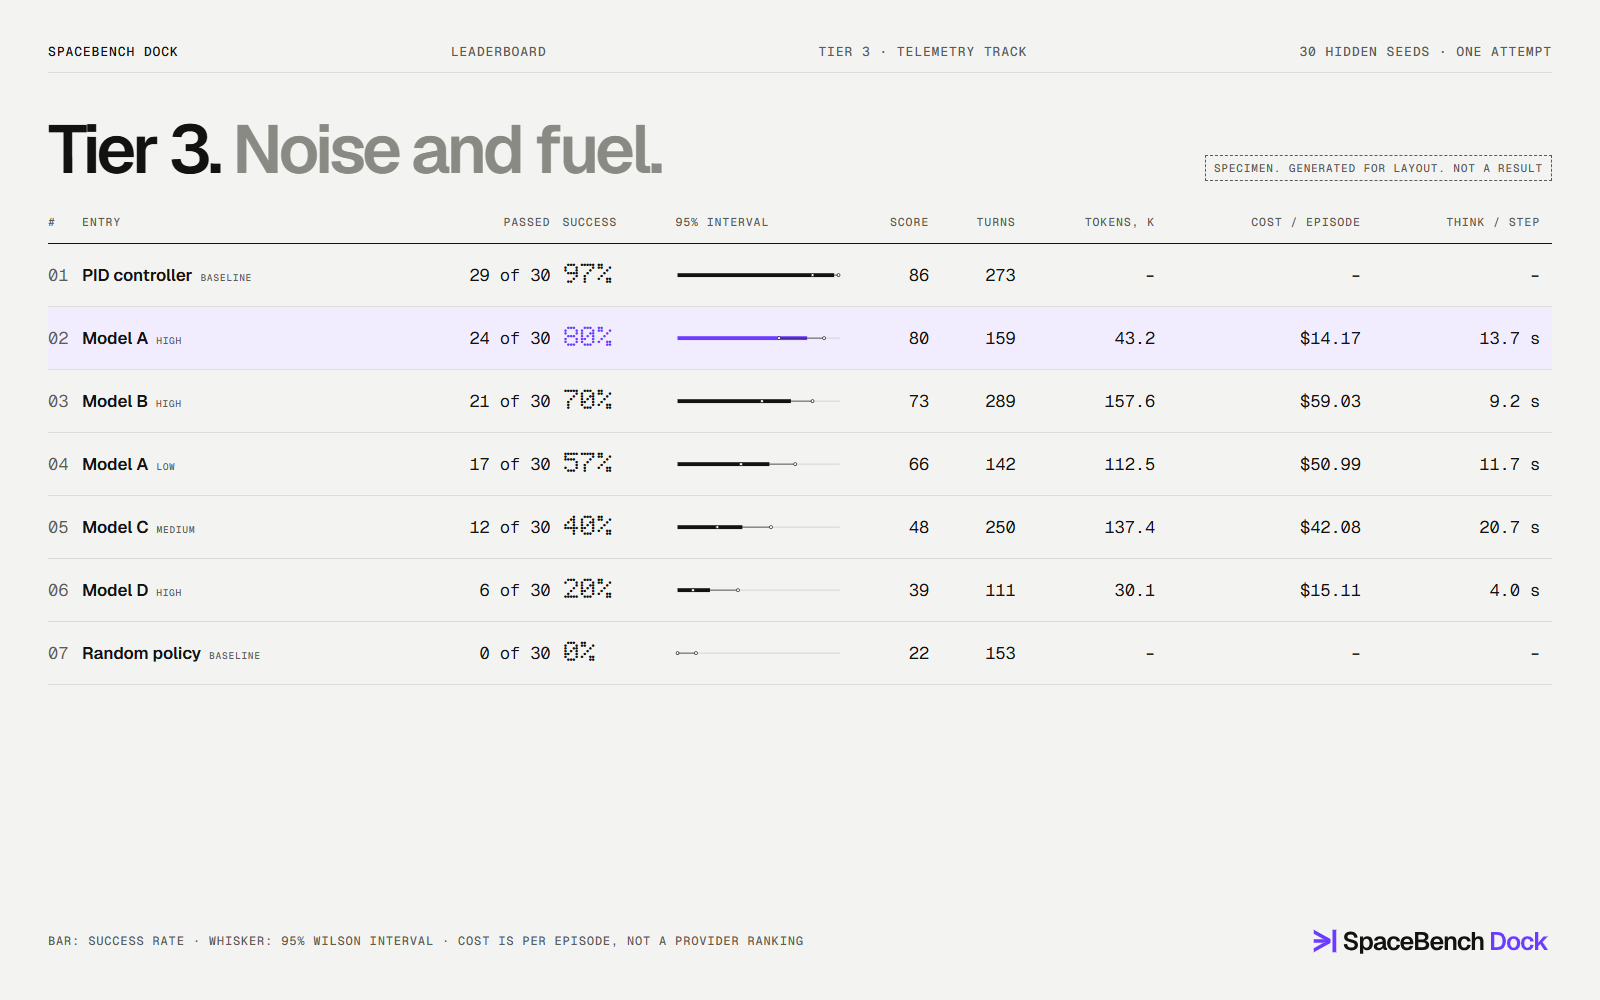 SPACEBENCH DOCK LEADERBOARD TIER 3 · TELEMETRY TRACK 30 HIDDEN SEEDS · ONE ATTEMPT
Tier 3. Noise and fuel.
SPECIMEN. GENERATED FOR LAYOUT. NOT A RESULT
# ENTRY PASSED SUCCESS 95% INTERVAL SCORE TURNS TOKENS, K COST / EPISODE THINK / STEP
01 PID controller BASELINE 29 of 30 97% 86 273 – – –
02 Model A HIGH 24 of 30 80% 80 159 43.2 $14.17 13.7 s
03 Model B HIGH 21 of 30 70% 73 289 157.6 $59.03 9.2 s
04 Model A LOW 17 of 30 57% 66 142 112.5 $50.99 11.7 s
05 Model C MEDIUM 12 of 30 40% 48 250 137.4 $42.08 20.7 s
06 Model D HIGH 6 of 30 20% 39 111 30.1 $15.11 4.0 s
07 Random policy BASELINE 0 of 30 0% 22 153 – – –
BAR: SUCCESS RATE · WHISKER: 95% WILSON INTERVAL · COST IS PER EPISODE, NOT A PROVIDER RANKING
SpaceBench Dock